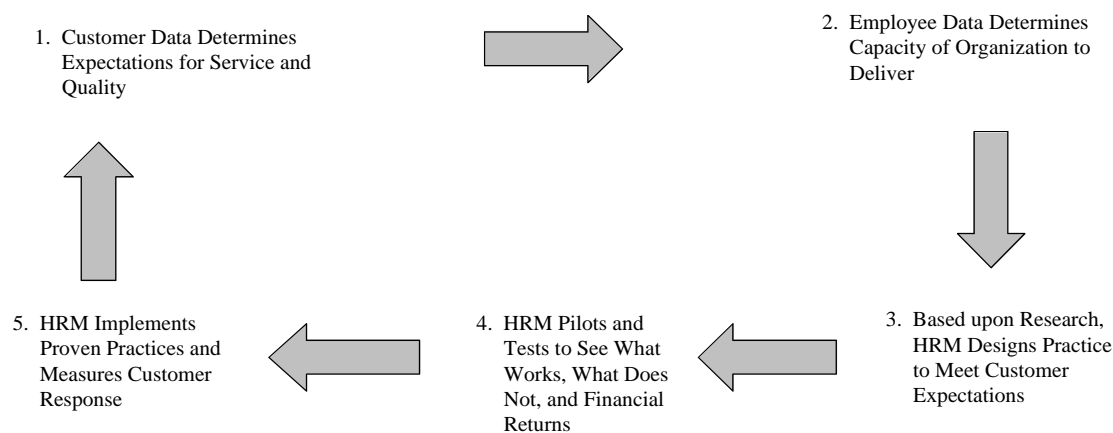 1. Customer Data Determines
Expectations for Service and
Quality
2. Employee Data Determines
Capacity of Organization to
Deliver
3. Based upon Research,
HRM Designs Practice
to Meet Customer
Expectations
4. HRM Pilots and
Tests to See What
Works, What Does
Not, and Financial
Returns
5. HRM Implements
Proven Practices and
Measures Customer
Response